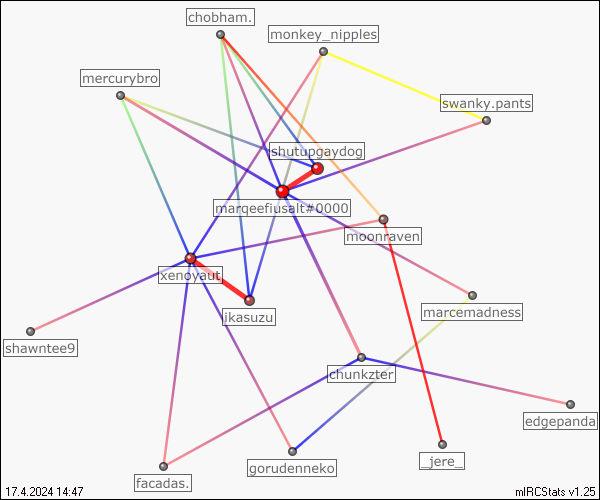 chobham.
monkey_nipples
mercurybro
swanky.pants
shutupgaydog
marqeefiusalt#0000
moonraven
xenoyaut
ikasuzu
marcemadness
shawntee9
chunkzter
edgepanda
facadas.
gorudenneko
_jere_
17.4.2024 14:47
mIRCStats v1.25